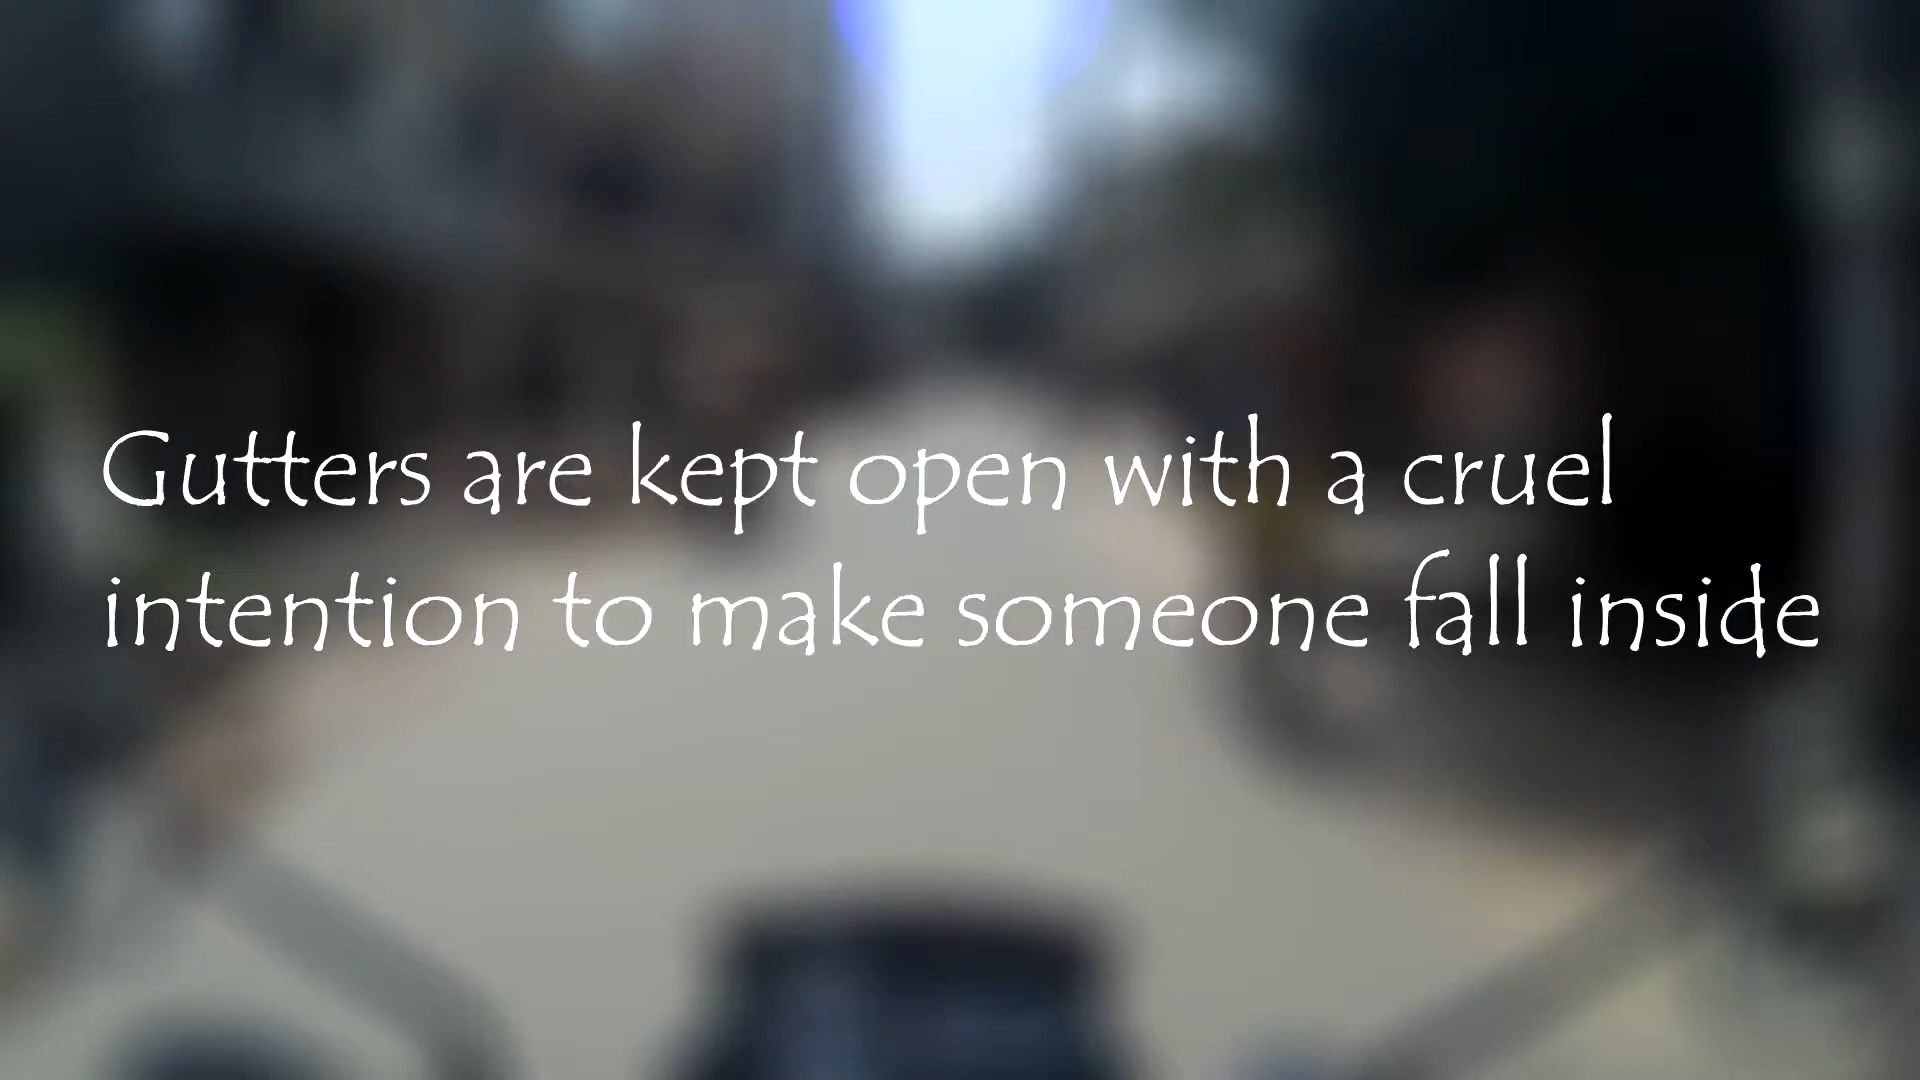 Gutters are kept open with a cruel
intention to make someone fall inside